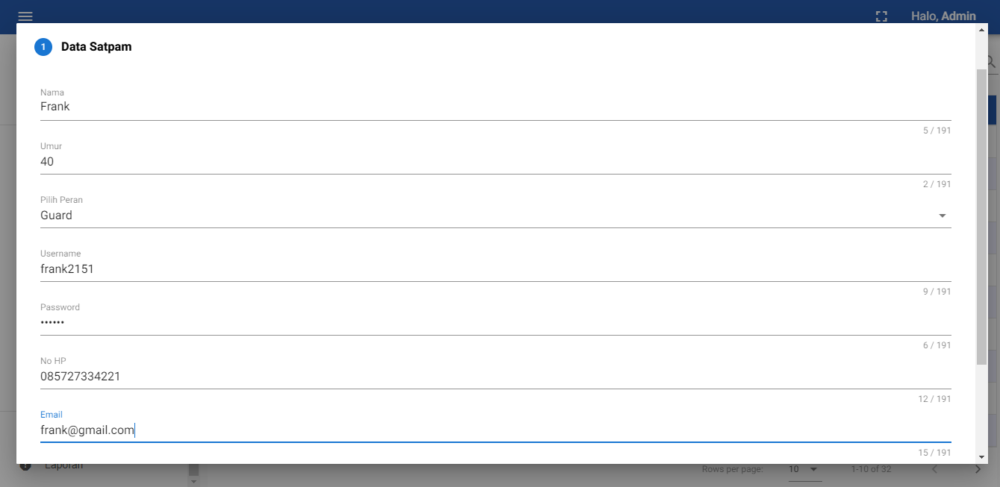 Halo, Admin
1 Data Satpam
Nama
Frank
5 / 191
Umur
40
2 / 191
Pilih Peran
Guard
Username
frank2151
9 / 191
Password
••••••
6 / 191
No HP
085727334221
12 / 191
Email
frank@gmail.com
15 / 191
Laporan
Rows per page: 10 1-10 of 32